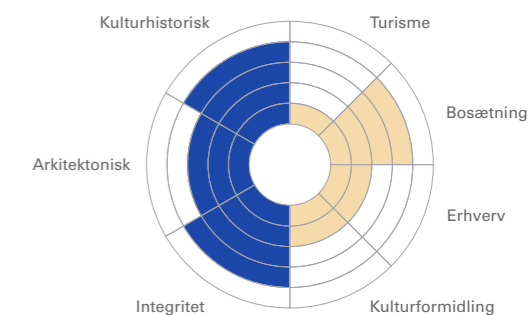 Kulturhistorisk
Turisme
Bosætning
Arkitektonisk
Erhverv
Integritet
Kulturformidling